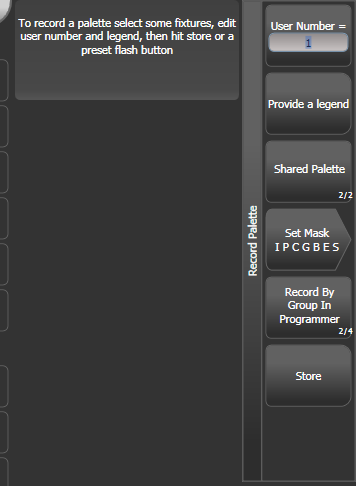 To record a palette select some fixtures, edit
user number and legend, then hit store or a
preset flash button
User Number =
1
Provide a legend
Shared Palette
2/2
Record Palette
Set Mask
I P C G B E S
Record By
Group In
Programmer
2/4
Store